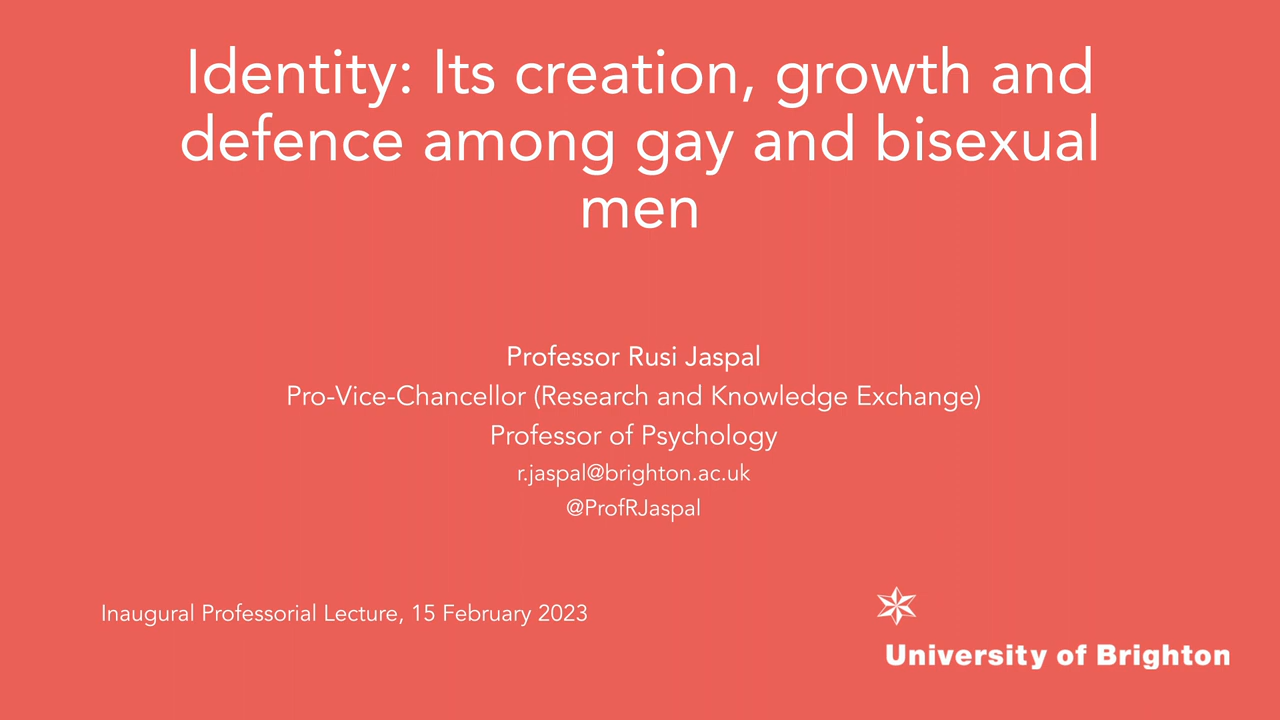 Identity: Its creation, growth and
defence among gay and bisexual
men
Professor Rusi Jaspal
Pro-Vice-Chancellor (Research and Knowledge Exchange)
Professor of Psychology
r.jaspal@brighton.ac.uk
@ProfRJaspal
Inaugural Professorial Lecture, 15 February 2023
University of Brighton